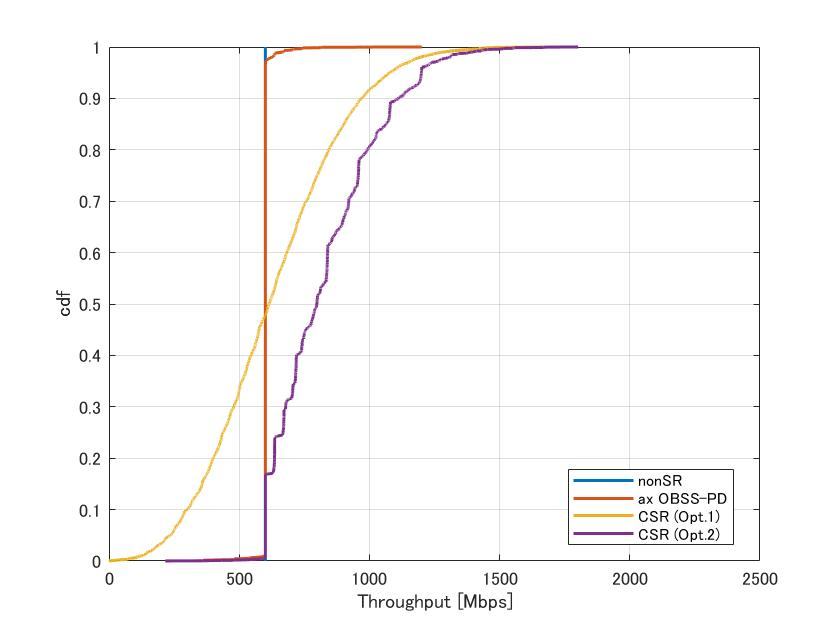 1
0.9
0.8
0.7
0.6
0.5
0.4
0.3
0.2
0.1
0
cdf
nonSR
ax OBSS-PD
CSR (Opt.1)
CSR (Opt.2)
0 500 1000 1500 2000 2500
Throughput [Mbps]